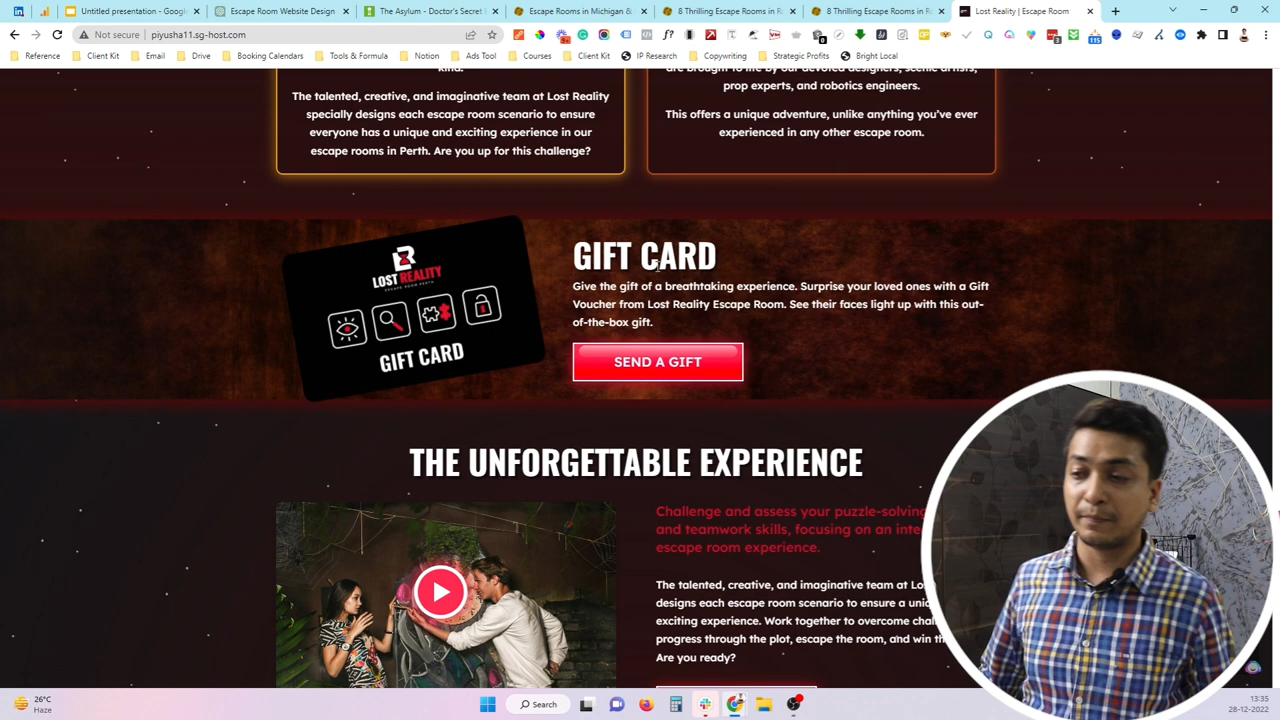 Untitled presentation - Googl
Escape Room Website Design
The Asylum - Doctor's Secret
Escape Rooms in Michigan &
8 Thrilling Escape Rooms in R
8 Thrilling Escape Rooms in Ro
Lost Reality | Escape Room
Not secure | piyusha11.sg-host.com
Reference
Client Kit
Email
Drive
Booking Calendars
Tools & Formula
Notion
Ads Tool
Courses
Client Kit
IP Research
Copywriting
Strategic Profits
Bright Local
kind.
The talented, creative, and imaginative team at Lost Reality
specially designs each escape room scenario to ensure
everyone has a unique and exciting experience in our
escape rooms in Perth. Are you up for this challenge?
are brought to life by our devoted designers, scenic artists,
prop experts, and robotics engineers.
This offers a unique adventure, unlike anything you've ever
experienced in any other escape room.
LOST REALITY
ESCAPE ROOM PERTH
GIFT CARD
GIFT CARD
Give the gift of a breathtaking experience. Surprise your loved ones with a Gift
Voucher from Lost Reality Escape Room. See their faces light up with this out-
of-the-box gift.
SEND A GIFT
THE UNFORGETTABLE EXPERIENCE
Challenge and assess your puzzle-solving
and teamwork skills, focusing on an inte
escape room experience.
The talented, creative, and imaginative team at Lo
designs each escape room scenario to ensure a uni
exciting experience. Work together to overcome chal
progress through the plot, escape the room, and win th
Are you ready?
26°C
Haze
Search
13:35
28-12-2022